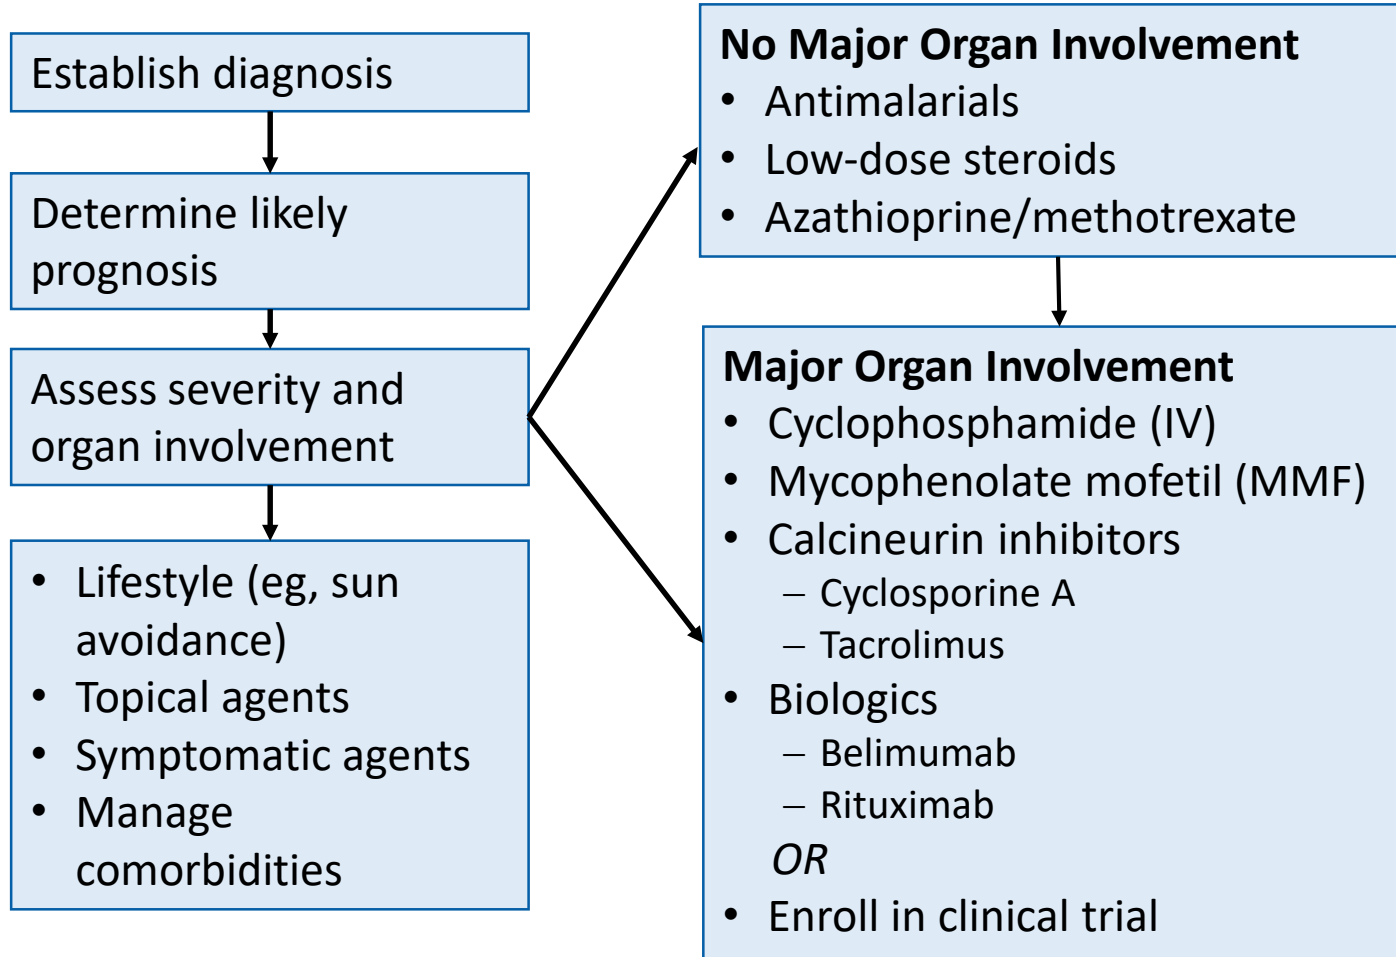 Establish diagnosis
Determine likely
prognosis
Assess severity and
organ involvement
• Lifestyle (eg, sun
avoidance)
• Topical agents
• Symptomatic agents
• Manage
comorbidities
No Major Organ Involvement
• Antimalarials
• Low-dose steroids
• Azathioprine/methotrexate
Major Organ Involvement
• Cyclophosphamide (IV)
• Mycophenolate mofetil (MMF)
• Calcineurin inhibitors
– Cyclosporine A
– Tacrolimus
• Biologics
– Belimumab
– Rituximab
OR
• Enroll in clinical trial